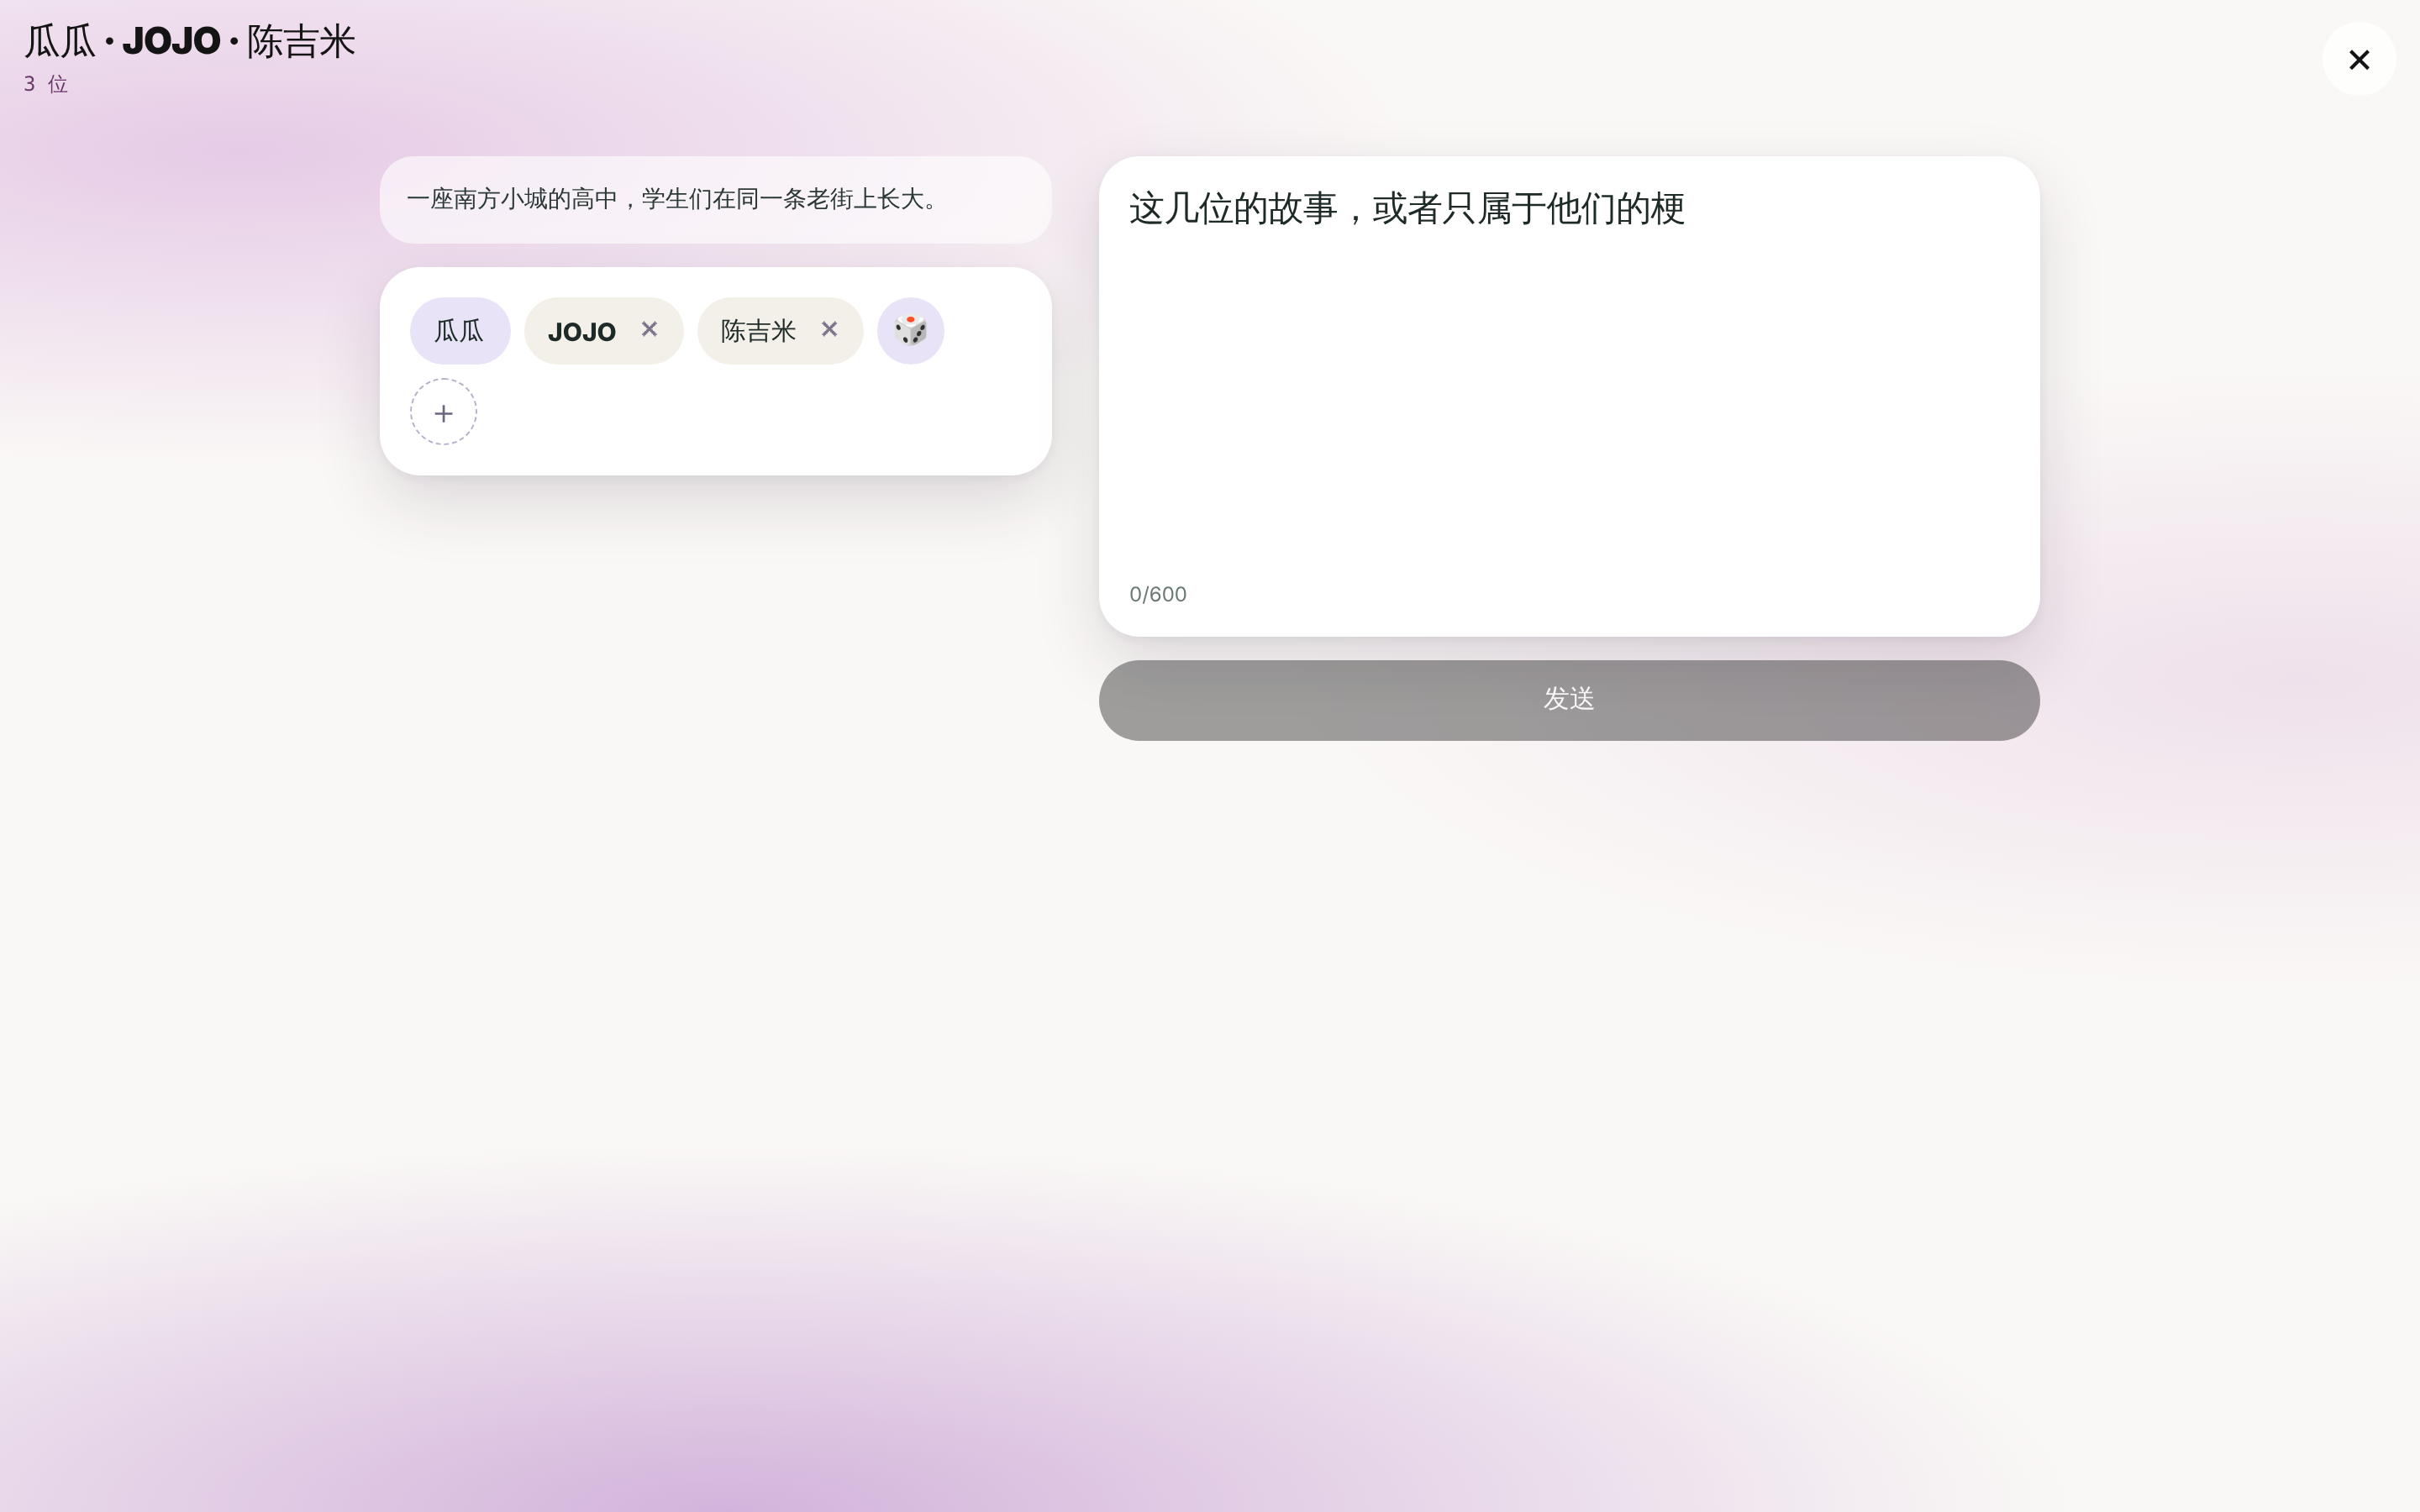 瓜瓜 · JOJO · 陈吉米
3 位
一座南方小城的高中，学生们在同一条老街上长大。
瓜瓜
JOJO ×
陈吉米 ×
+
这几位的故事，或者只属于他们的梗
0/600
发送